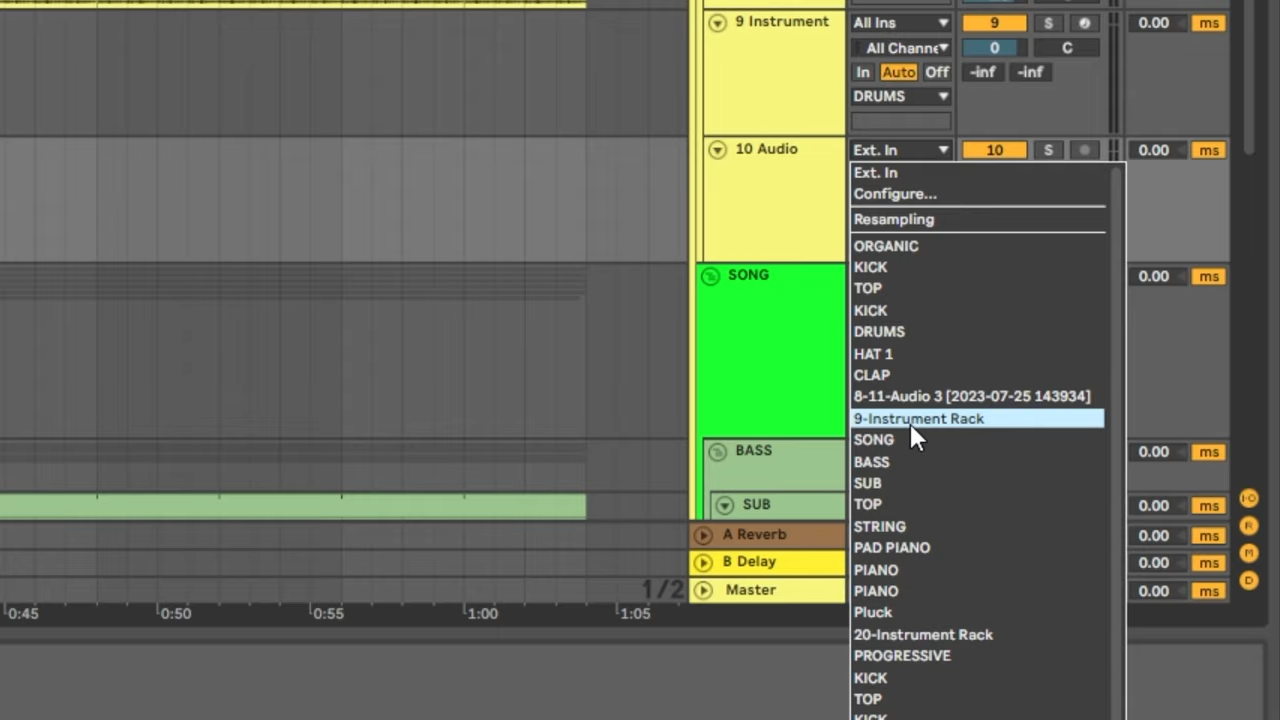 9 Instrument
All Ins
9
S
0.00
ms
All Channe
0
C
In
Auto
Off
-inf
-inf
DRUMS
10 Audio
Ext. In
10
S
0.00
ms
Ext. In
Configure...
Resampling
ORGANIC
KICK
TOP
KICK
DRUMS
HAT 1
CLAP
8-11-Audio 3 [2023-07-25 143934]
9-Instrument Rack
SONG
BASS
SUB
TOP
STRING
PAD PIANO
PIANO
PIANO
Pluck
20-Instrument Rack
PROGRESSIVE
KICK
TOP
KICK
SONG
0.00
ms
BASS
0.00
ms
SUB
0.00
ms
A Reverb
0.00
ms
B Delay
0.00
ms
Master
0.00
ms
I·O
R
M
D
1/2
0:45
0:50
0:55
1:00
1:05